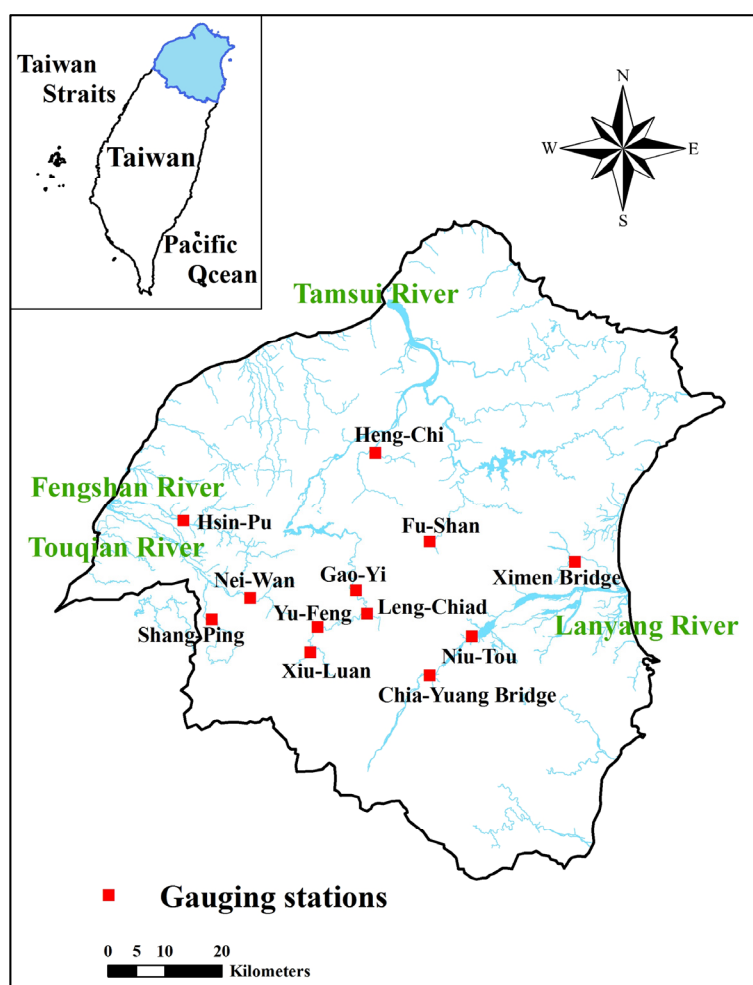 Taiwan
Straits
Taiwan
Pacific
Qcean
N
W
E
S
Tamsui River
Heng-Chi
Fengshan River
Hsin-Pu
Touqian River
Fu-Shan
Ximen Bridge
Gao-Yi
Nei-Wan
Leng-Chiad
Yu-Feng
Shang-Ping
Lanyang River
Niu-Tou
Xiu-Luan
Chia-Yuang Bridge
Gauging stations
0 5 10 20
Kilometers